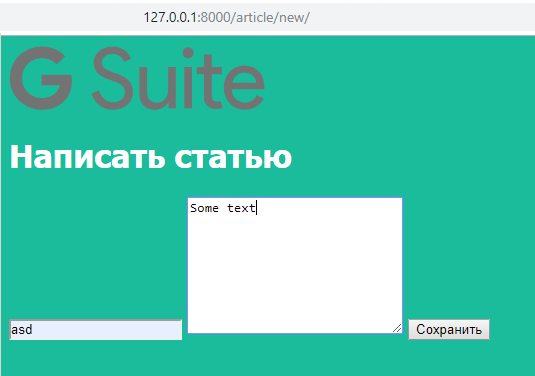 127.0.0.1:8000/article/new/
G Suite
Написать статью
Some text
asd
Сохранить